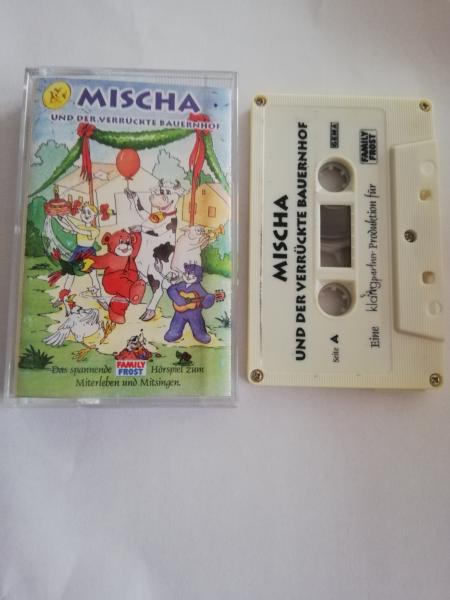 MISCHA
UND DER VERRÜCKTE BAUERNHOF
Das spannende FAMILY FROST Hörspiel zum
Miterleben und Mitsingen.
MISCHA
UND DER VERRÜCKTE BAUERNHOF
Seite A
Eine klangpartner Produktion für
GEMA
FAMILY
FROST